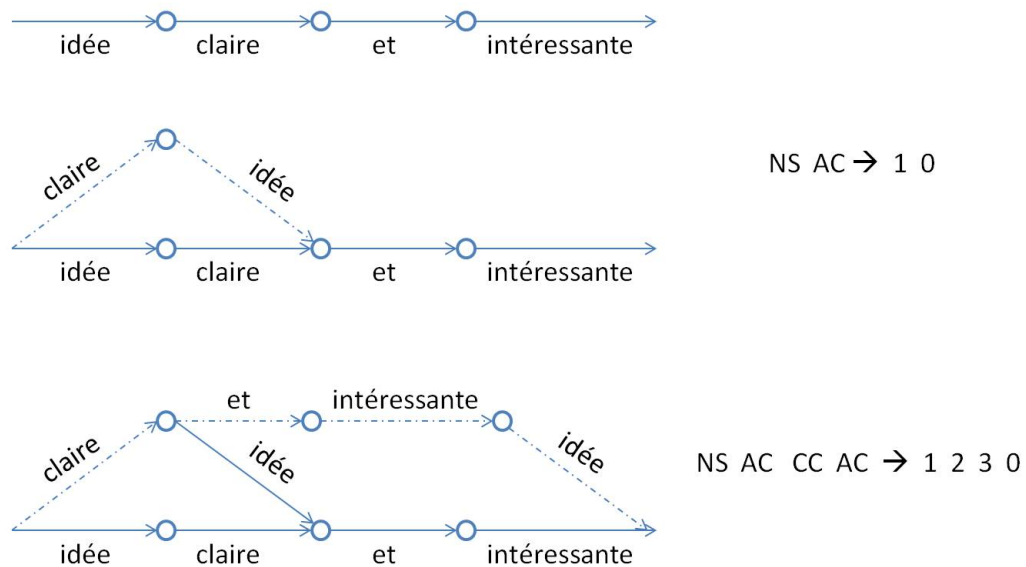 idée claire et intéressante
claire idée
NS AC → 1 0
idée claire et intéressante
et intéressante
claire idée idée
NS AC CC AC → 1 2 3 0
idée claire et intéressante